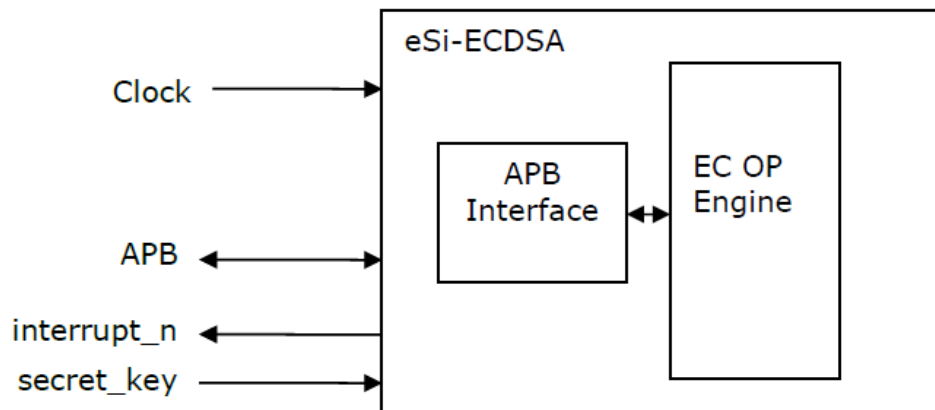 eSi-ECDSA
Clock
APB
Interface
EC OP
Engine
APB
interrupt_n
secret_key